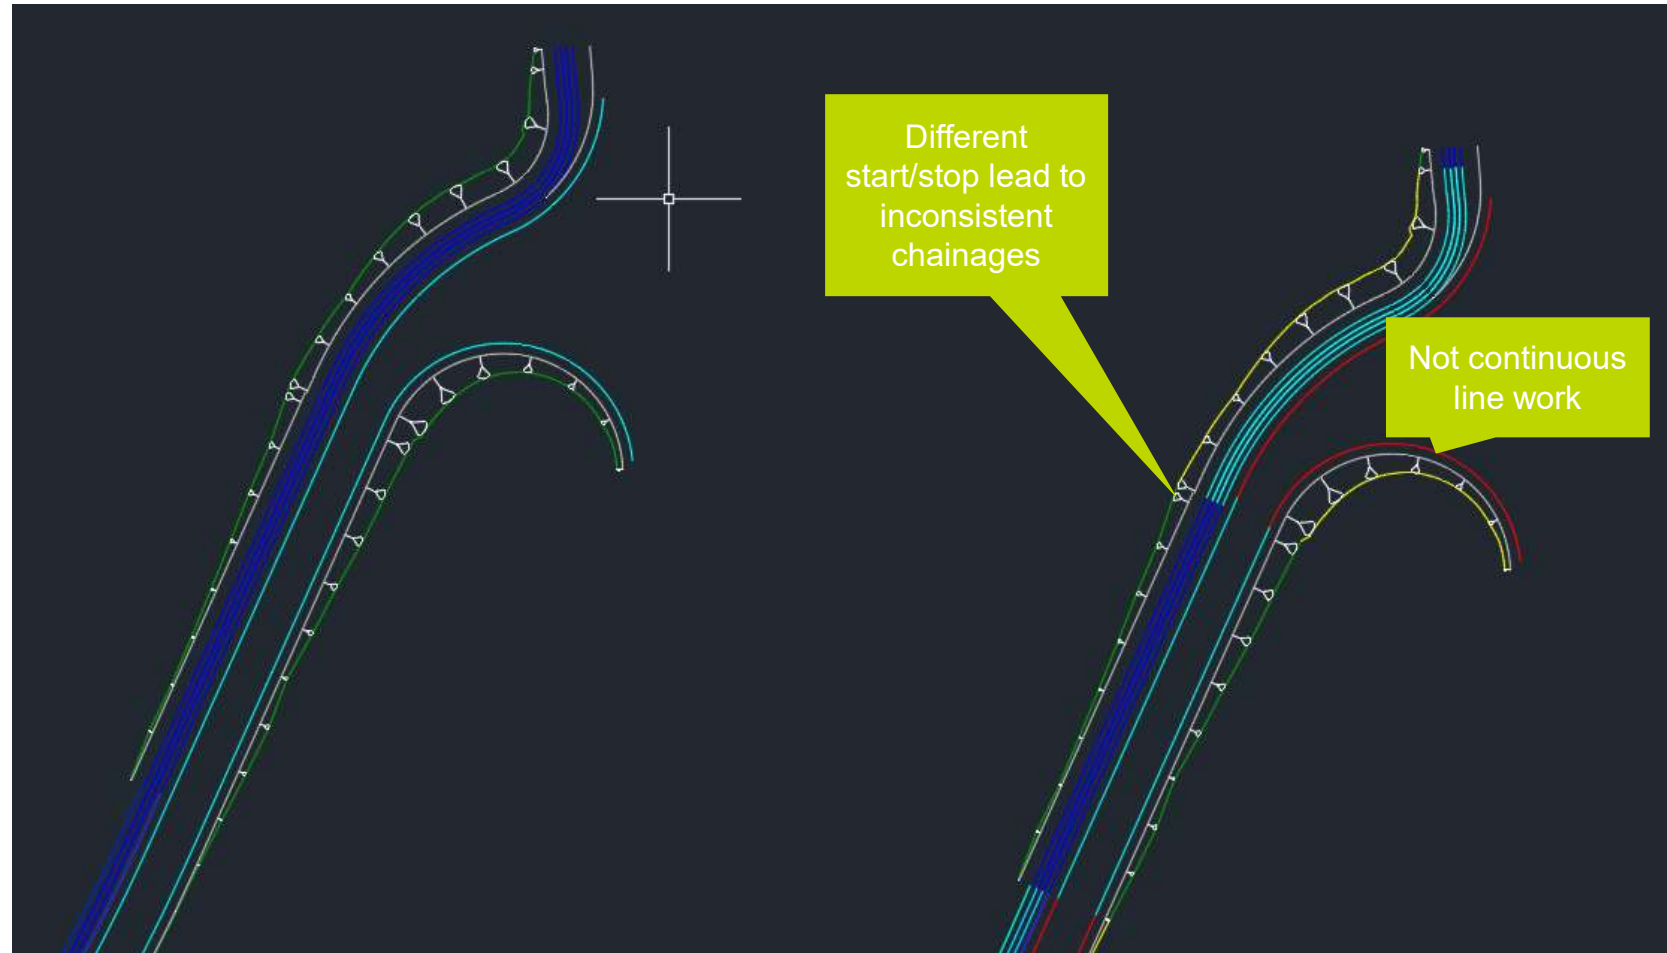 Different
start/stop lead to
inconsistent
chainages
Not continuous
line work